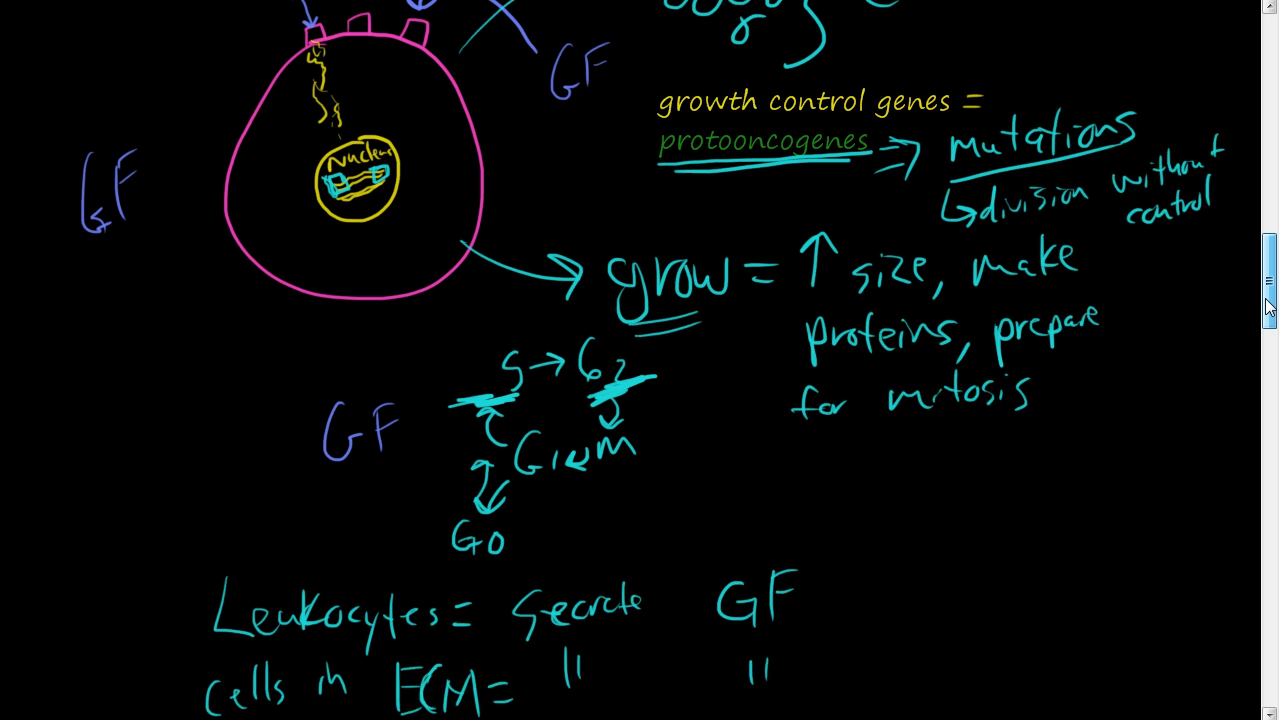 GF
growth control genes =
protooncogenes => mutations
↳ division without control
Nucleus
GF
grow = ↑ size, make
proteins, prepare
for mitosis
S → G2
GF
G1 ← M
G0
Leukocytes = secrete GF
cells in ECM = " "